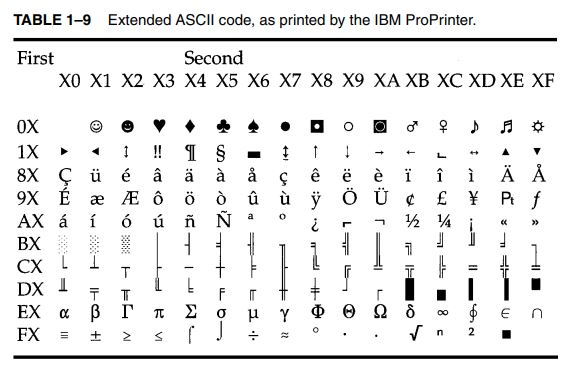 TABLE 1–9 Extended ASCII code, as printed by the IBM ProPrinter.
First Second
X0 X1 X2 X3 X4 X5 X6 X7 X8 X9 XA XB XC XD XE XF
0X ☺ ☻ ♥ ♦ ♣ ♠ ● ◘ ○ ◙ ♂ ♀ ♪ ♬ ☼
1X ► ◄ ↕ ‼ ¶ § ▬ ↨ ↑ ↓ → ← ∟ ↔ ▲ ▼
8X Ç ü é â ä à å ç ê ë è ï î ì Ä Å
9X É æ Æ ô ö ò û ù ÿ Ö Ü ¢ £ ¥ ₧ ƒ
AX á í ó ú ñ Ñ ª º ¿ ⌐ ¬ ½ ¼ ¡ « »
BX ░ ▒ ▓ │ ┤ ╡ ╢ ╖ ╕ ╣ ║ ╗ ╝ ╜ ╛ ┐
CX └ ┴ ┬ ├ ─ ┼ ╞ ╟ ╚ ╔ ╩ ╦ ╠ ═ ╬ ╧
DX ╨ ╤ ╥ ╙ ╘ ╒ ╓ ╫ ╪ ┘ ┌ █ ▄ ▌ ▐ ▀
EX α β Γ π Σ σ μ γ Φ Θ Ω δ ∞ ∮ ∈ ∩
FX ≡ ± ≥ ≤ ⌠ ⌡ ÷ ≈ ° · · √ ⁿ ² ■